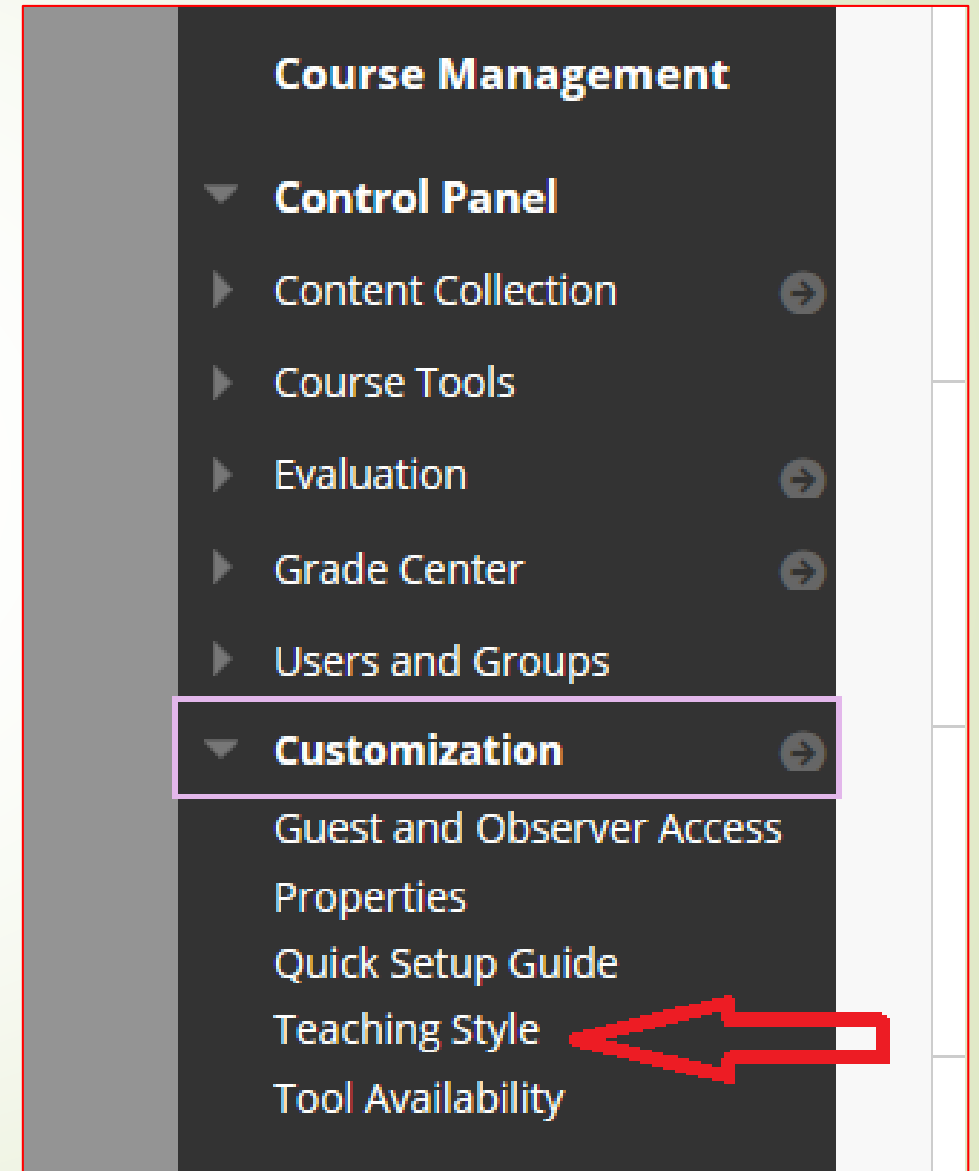 Course Management
Control Panel
Content Collection
Course Tools
Evaluation
Grade Center
Users and Groups
Customization
Guest and Observer Access
Properties
Quick Setup Guide
Teaching Style
Tool Availability